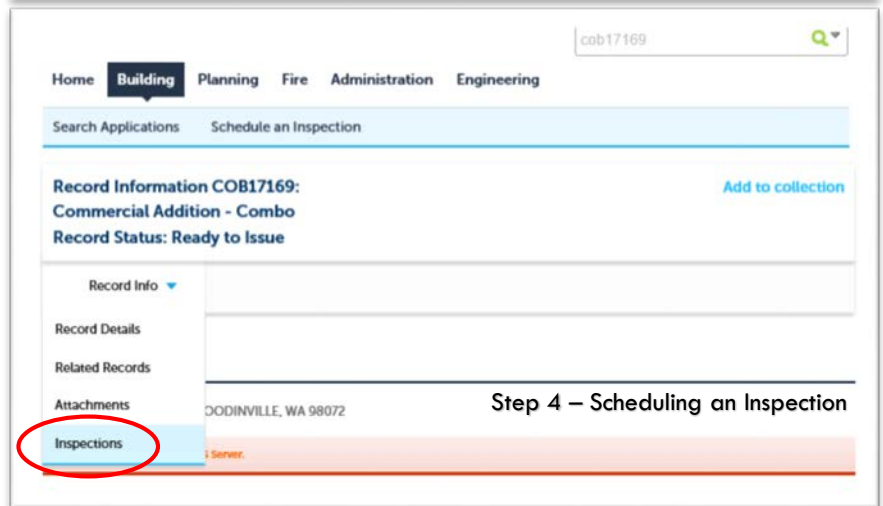 cob17169
Home Building Planning Fire Administration Engineering
Search Applications Schedule an Inspection
Record Information COB17169:
Add to collection
Commercial Addition - Combo
Record Status: Ready to Issue
Record Info
Record Details
Related Records
Attachments
OODINVILLE, WA 98072
Step 4 – Scheduling an Inspection
Inspections
Server.